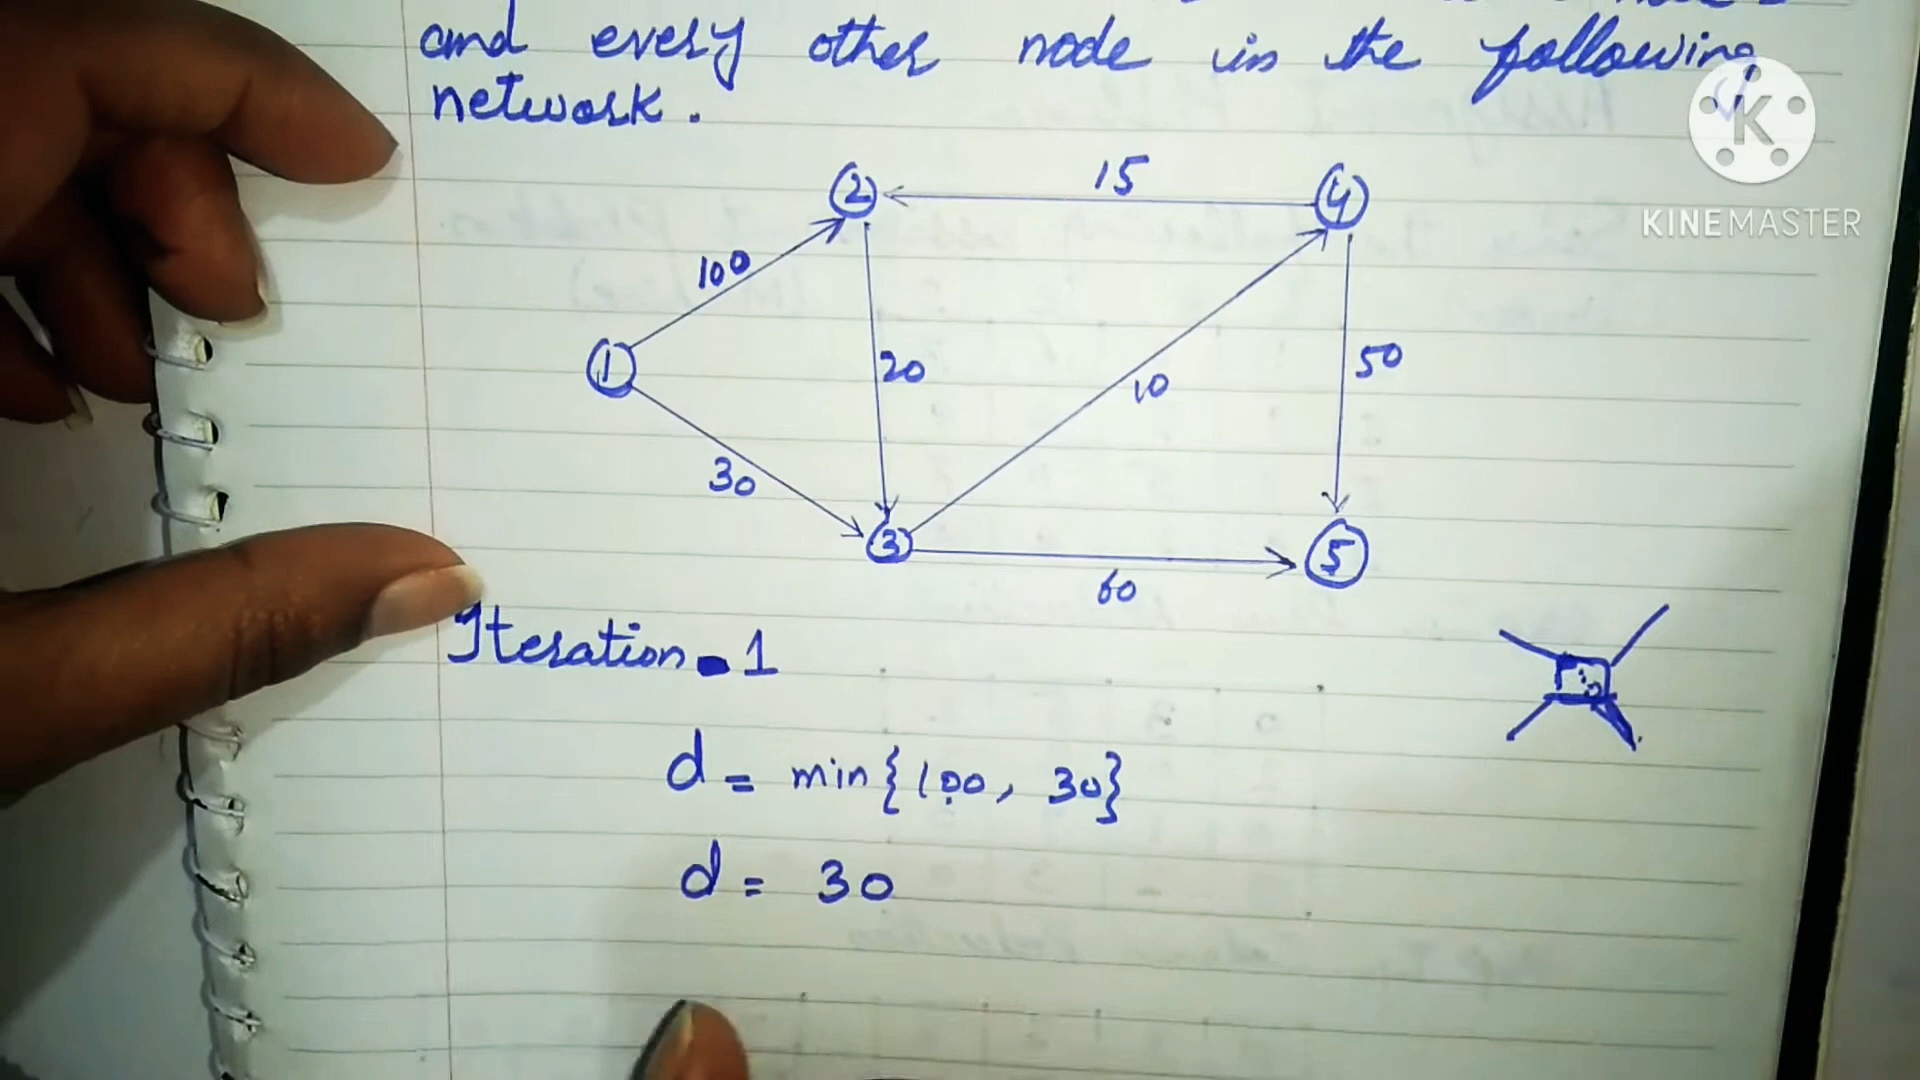 and every other node in the following
network.
K
KINEMASTER
2
15
4
100
1
20
10
50
30
3
5
60
Iteration-1
d = min{100, 30}
d = 30